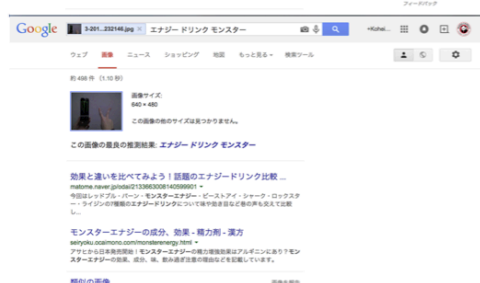 フィードバック
Google 3-201...232146.jpg × エナジー ドリンク モンスター +Kohei...
ウェブ 画像 ニュース ショッピング 地図 もっと見る 検索ツール
約 466 件 (1.10 秒)
画像サイズ:
640 × 480
この画像の他のサイズは見つかりません。
この画像の最良の推測結果: エナジー ドリンク モンスター
効果と違いを比べてみよう!話題のエナジードリンク比較 ...
matome.naver.jp/odai/2133663008140599901
今回はレッドブル・バーン・モンスターエナジー・ビーストアイ・シャーク・ロックスタ
ー・ライジンの7種類のエナジードリンクについて味や効き目など巷の声も交えて比較
し...
モンスターエナジーの成分、効果 - 精力剤 - 漢方
seiryoku.ocaimono.com/monsterenergy.html
アサヒから日本発売開始!モンスターエナジーの精力増強効果はアルギニンにあり?モン
スターエナジーの効果、成分、味、飲み過ぎ注意の理由などを記載しています。
類似の画像